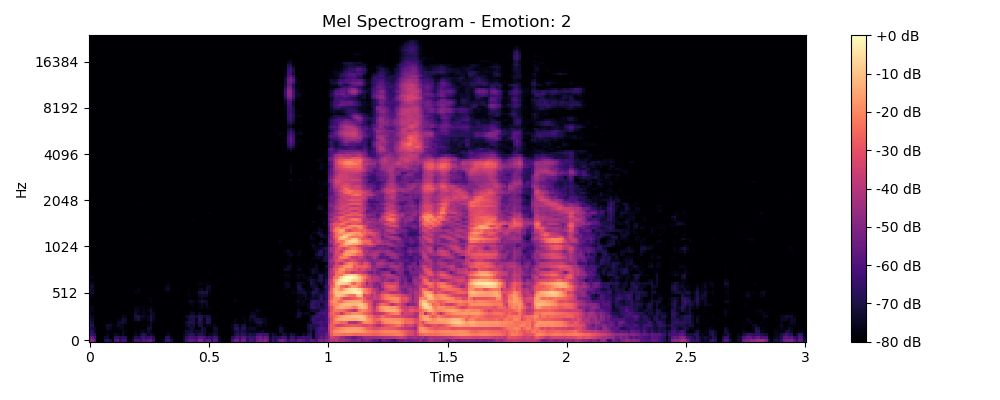 Mel Spectrogram - Emotion: 2
Hz
16384
8192
4096
2048
1024
512
0
0 0.5 1 1.5 2 2.5 3
Time
+0 dB
-10 dB
-20 dB
-30 dB
-40 dB
-50 dB
-60 dB
-70 dB
-80 dB